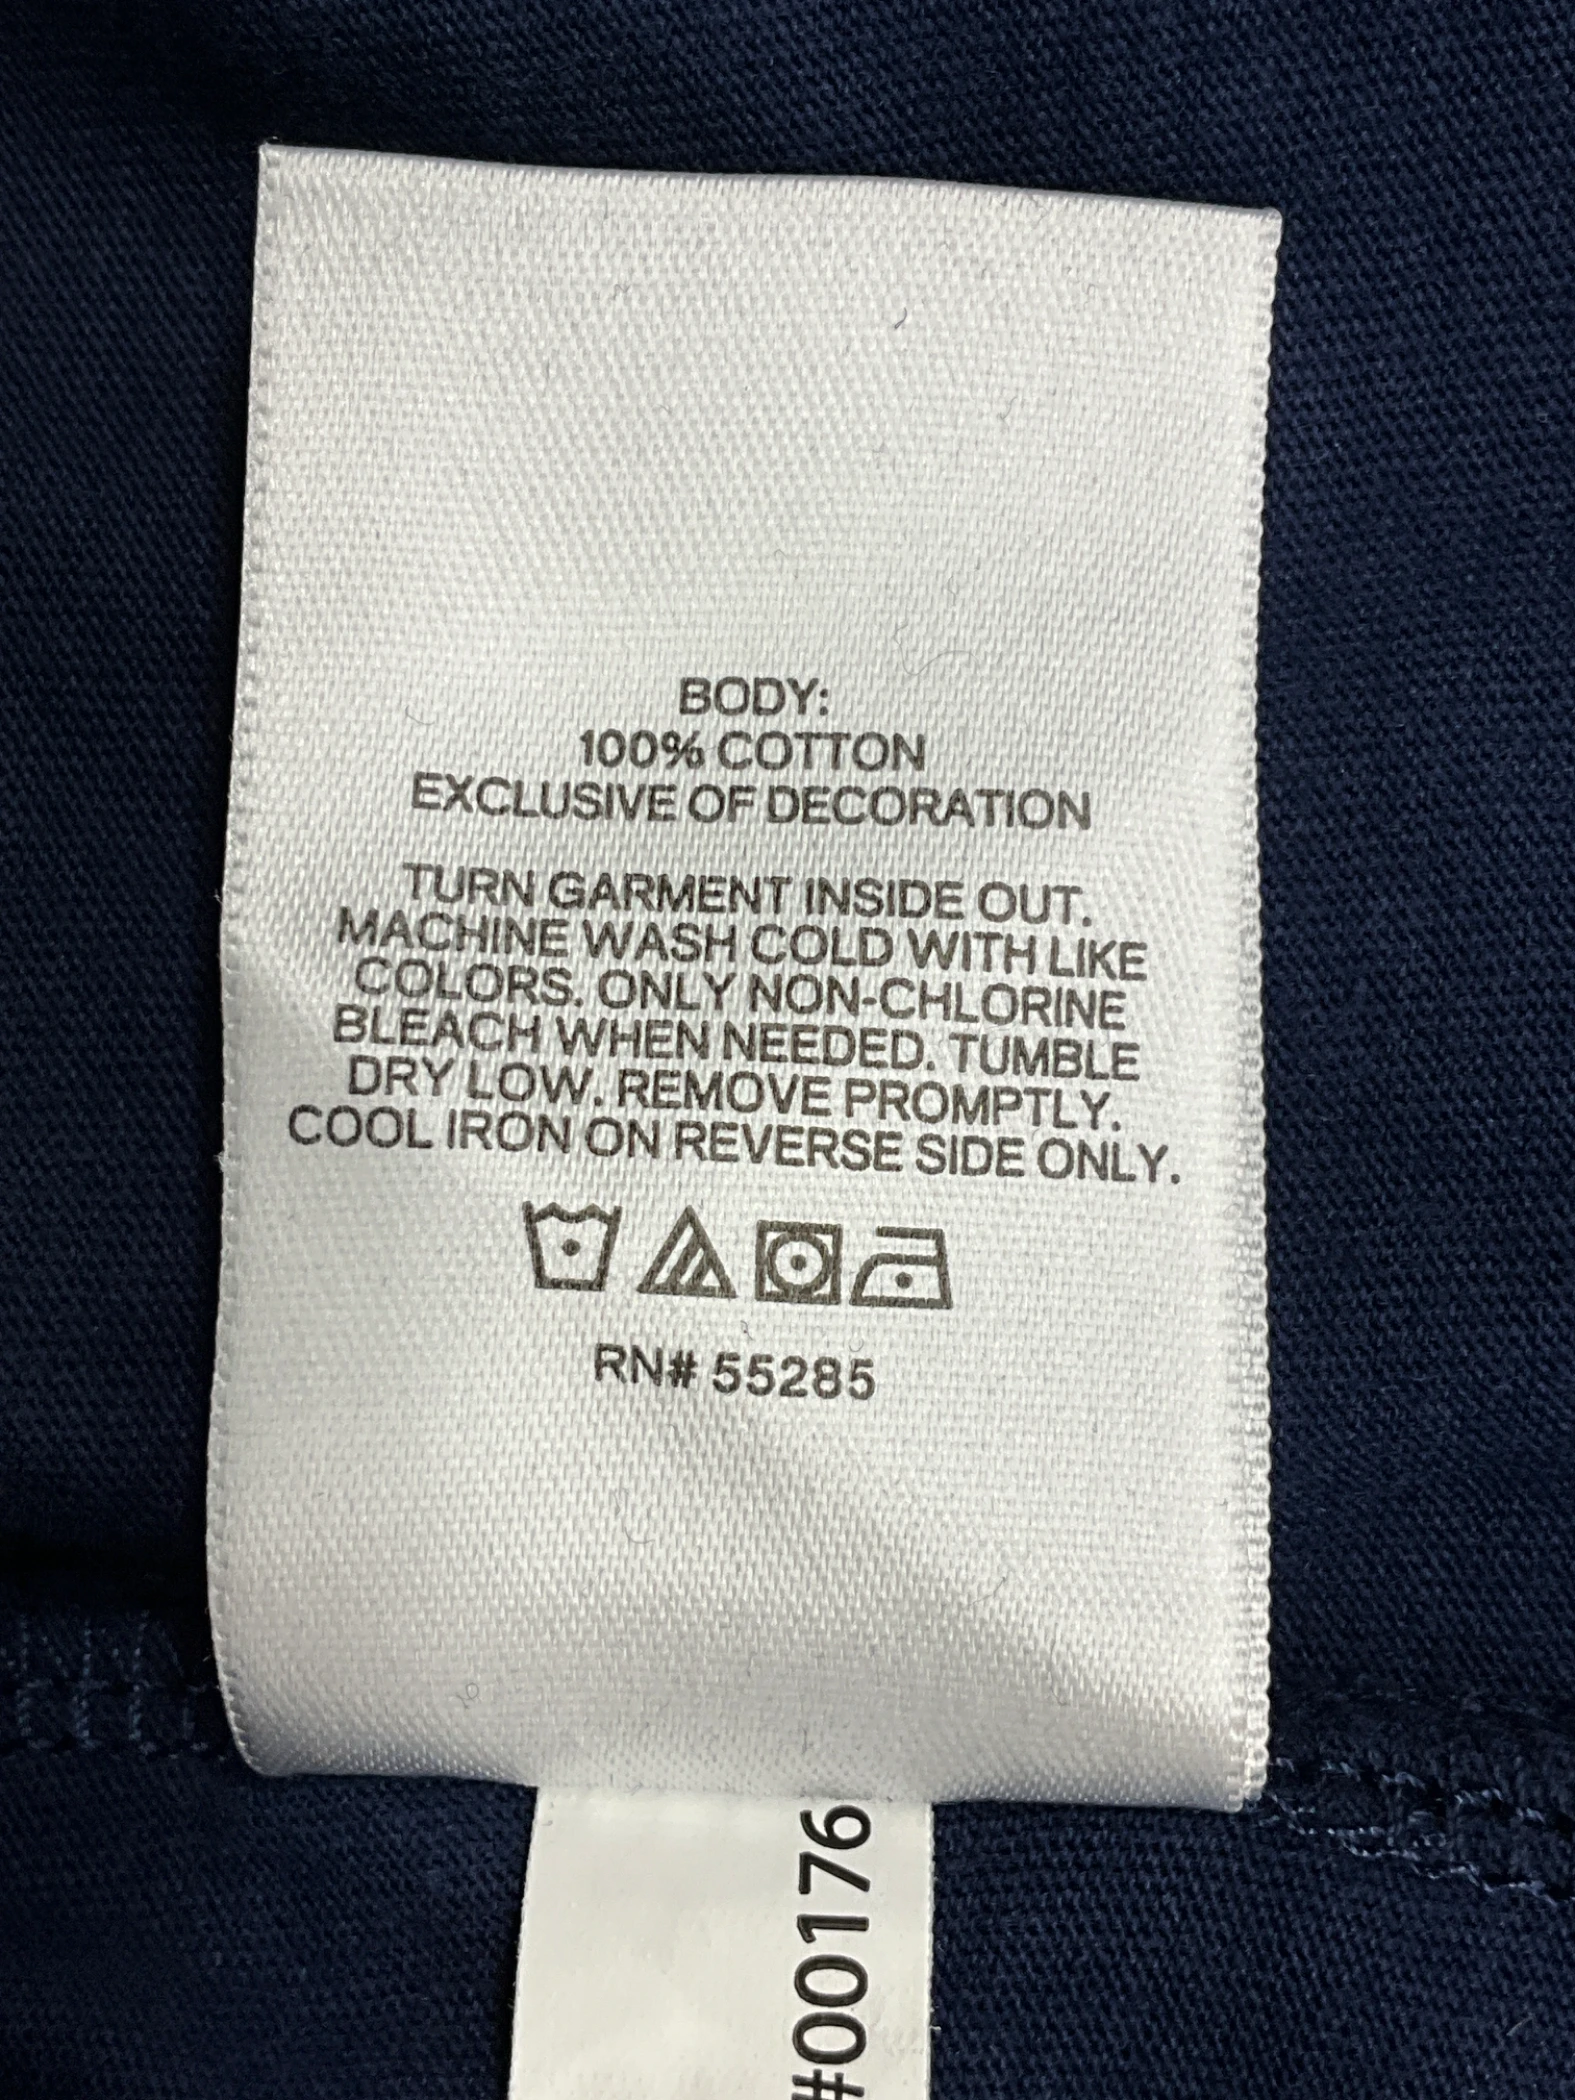 BODY:
100% COTTON
EXCLUSIVE OF DECORATION
TURN GARMENT INSIDE OUT.
MACHINE WASH COLD WITH LIKE
COLORS. ONLY NON-CHLORINE
BLEACH WHEN NEEDED. TUMBLE
DRY LOW. REMOVE PROMPTLY.
COOL IRON ON REVERSE SIDE ONLY.
RN# 55285
#00176